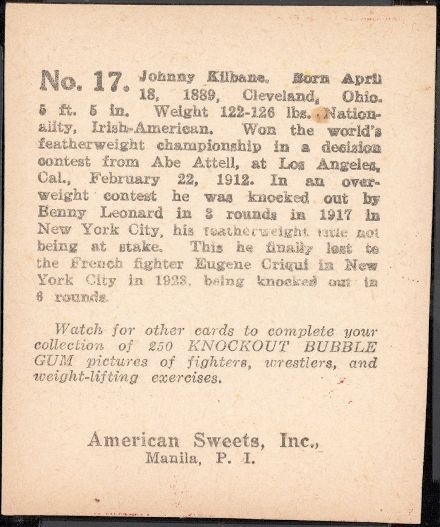 No. 17. Johnny Kilbane. Born April
18, 1889, Cleveland, Ohio.
5 ft. 5 in. Weight 122-126 lbs. Nation-
ality, Irish-American. Won the world's
featherweight championship in a decision
contest from Abe Attell, at Los Angeles,
Cal., February 22, 1912. In an over-
weight contest he was knocked out by
Benny Leonard in 3 rounds in 1917 in
New York City, his featherweight title not
being at stake. This he finally lost to
the French fighter Eugene Criqui in New
York City in 1923, being knocked out in
6 rounds.
Watch for other cards to complete your
collection of 250 KNOCKOUT BUBBLE
GUM pictures of fighters, wrestlers, and
weight-lifting exercises.
American Sweets, Inc.,
Manila, P. I.